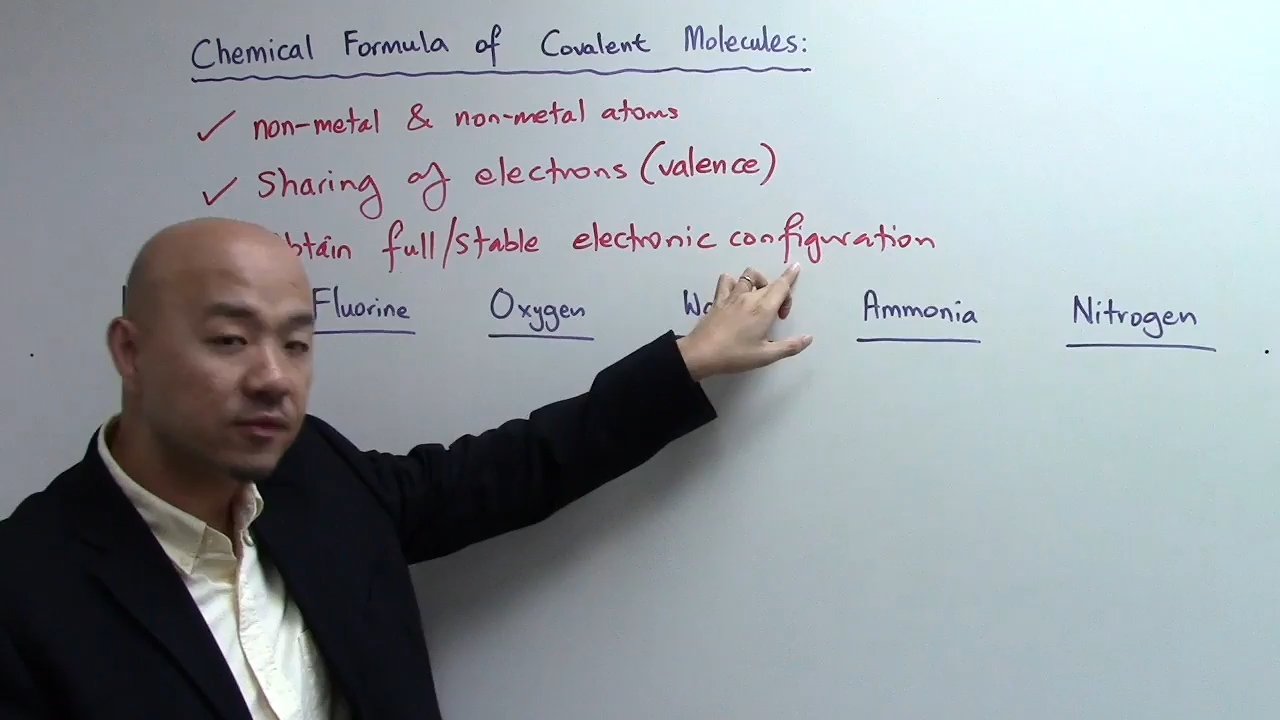 Chemical Formula of Covalent Molecules:
✓ non-metal & non-metal atoms
✓ Sharing of electrons (valence)
full/stable electronic configuration
Fluorine Oxygen Ammonia Nitrogen